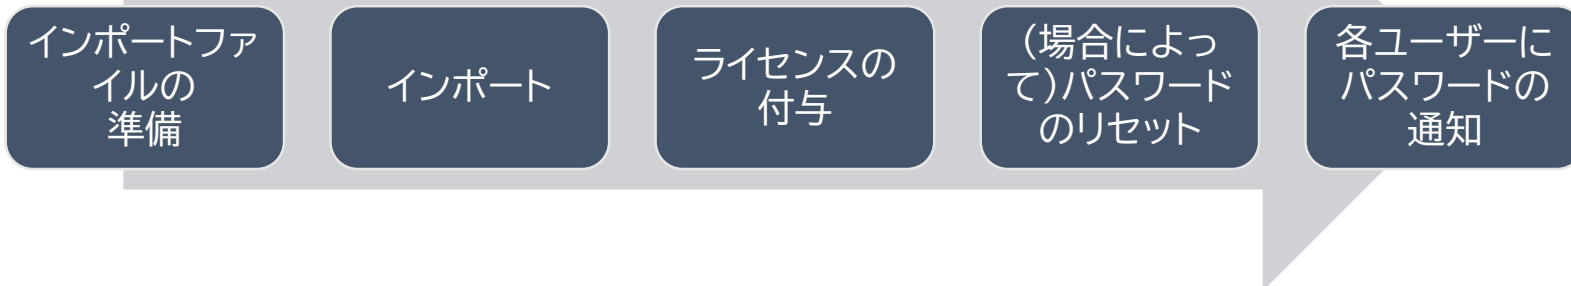 インポートファ
イルの
準備
インポート
ライセンスの
付与
(場合によっ
て)パスワード
のリセット
各ユーザーに
パスワードの
通知